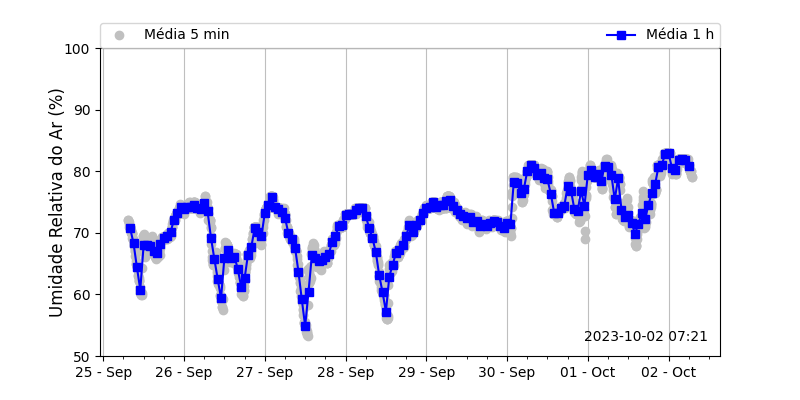 Média 5 min
Média 1 h
Umidade Relativa do Ar (%)
100
90
80
70
60
50
2023-10-02 07:21
25 - Sep
26 - Sep
27 - Sep
28 - Sep
29 - Sep
30 - Sep
01 - Oct
02 - Oct